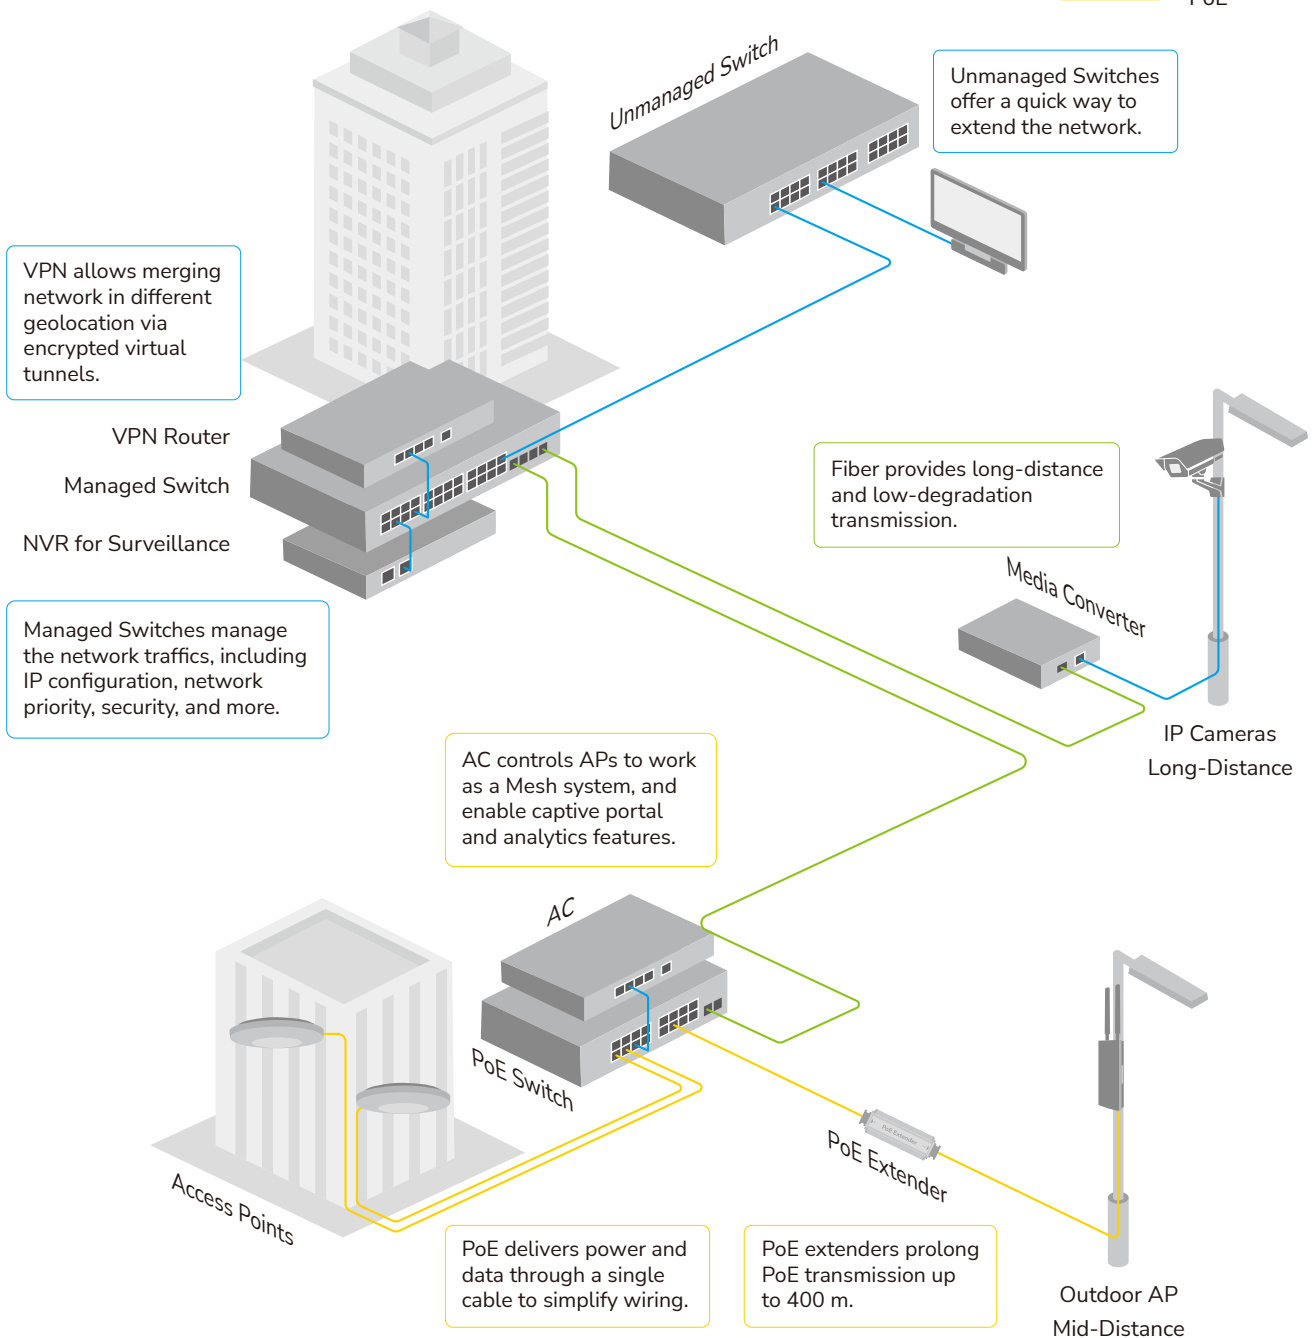 PoE
Unmanaged Switch
Unmanaged Switches
offer a quick way to
extend the network.
VPN allows merging
network in different
geolocation via
encrypted virtual
tunnels.
VPN Router
Managed Switch
NVR for Surveillance
Fiber provides long-distance
and low-degradation
transmission.
Media Converter
Managed Switches manage
the network traffics, including
IP configuration, network
priority, security, and more.
IP Cameras
Long-Distance
AC controls APs to work
as a Mesh system, and
enable captive portal
and analytics features.
AC
PoE Switch
PoE Extender
PoE Extender
Access Points
PoE delivers power and
data through a single
cable to simplify wiring.
PoE extenders prolong
PoE transmission up
to 400 m.
Outdoor AP
Mid-Distance